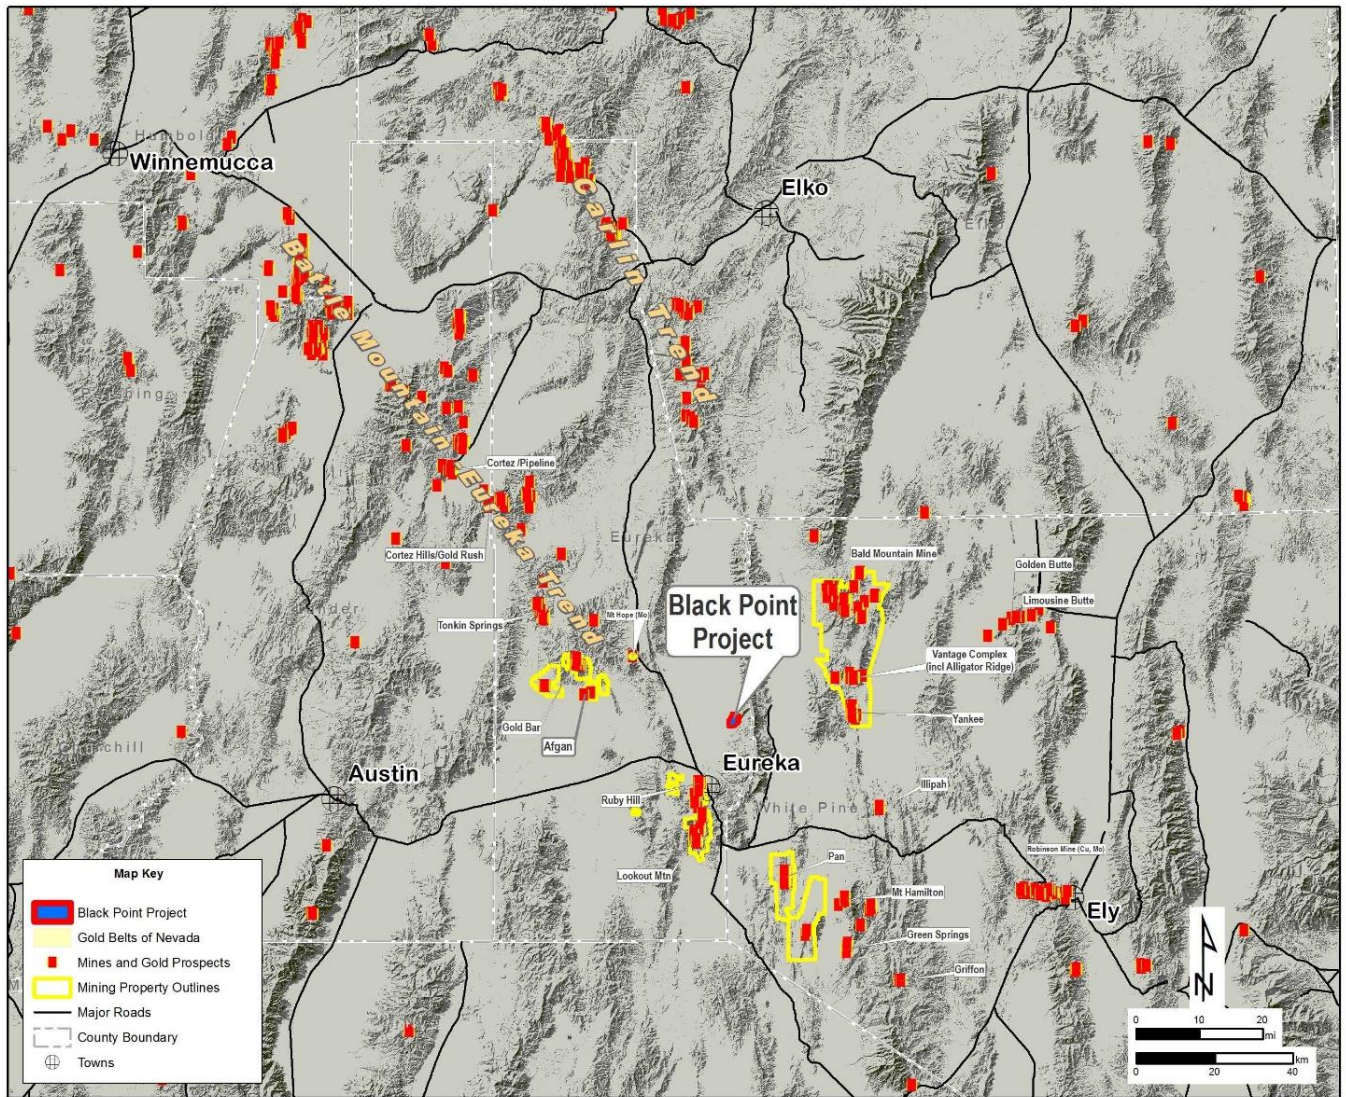 Humboldt
Winnemucca
Elko
Carlin Trend
Battle Mountain-Eureka Trend
Pershing
Cortez /Pipeline
Cortez Hills/Gold Rush
Eureka
Bald Mountain Mine
Golden Butte
Limousine Butte
Lander
Tonkin Springs
Mt Hope (Mo)
Black Point
Project
Vantage Complex
(incl Alligator Ridge)
Gold Bar
Afgan
Yankee
Churchill
Austin
Eureka
Ruby Hill
White Pine
Illipah
Lookout Mtn
Pan
Robinson Mine (Cu, Mo)
Mt Hamilton
Ely
Green Springs
Griffon
Map Key
Black Point Project
Gold Belts of Nevada
Mines and Gold Prospects
Mining Property Outlines
Major Roads
County Boundary
Towns
N
0 10 20
mi
km
0 20 40